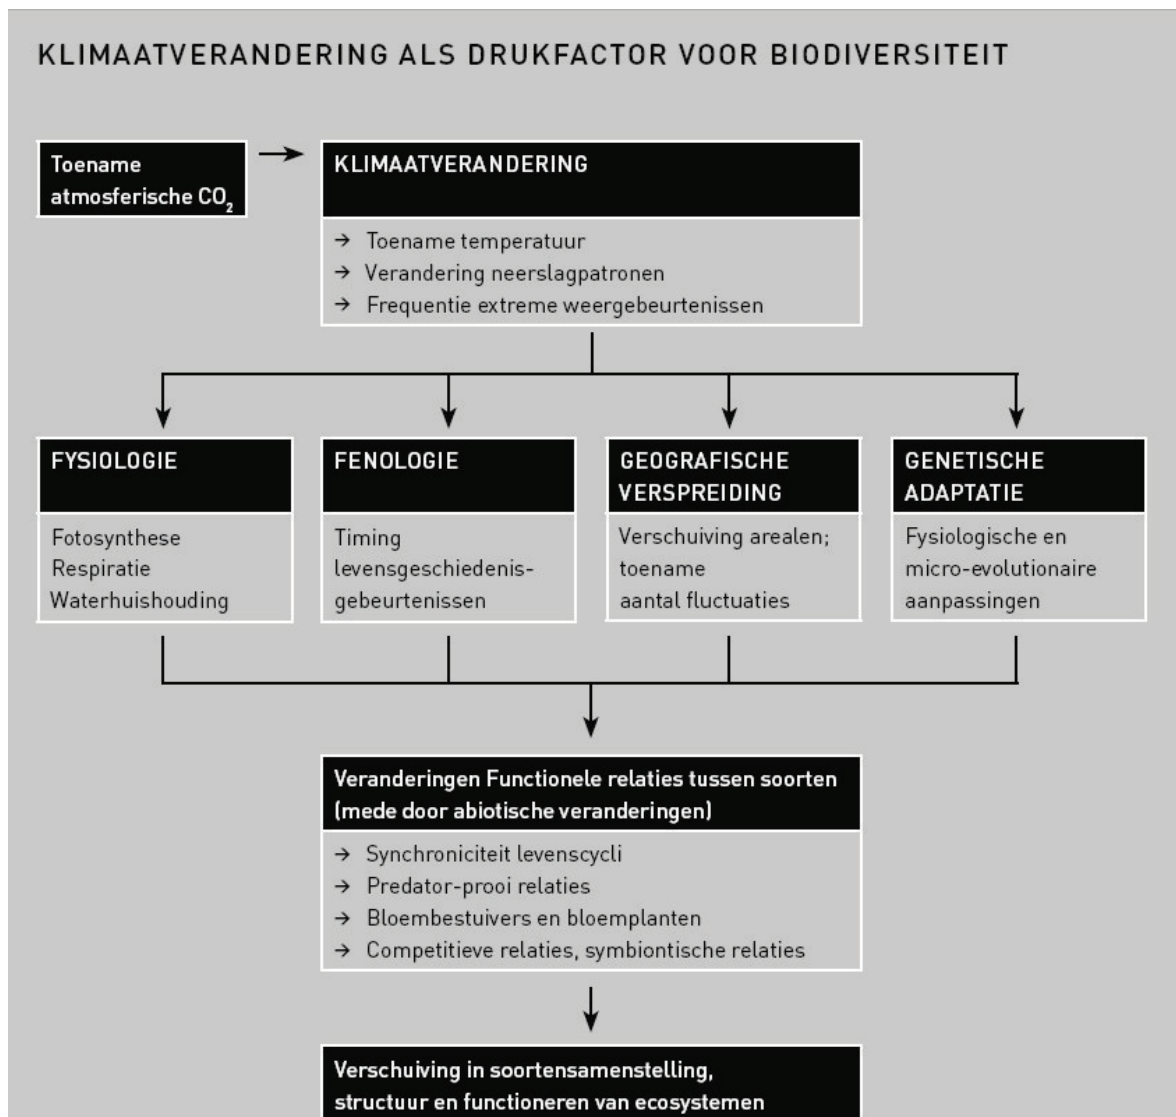 KLIMAATVERANDERING ALS DRUKFACTOR VOOR BIODIVERSITEIT
Toename
atmosferische CO₂
KLIMAATVERANDERING
→ Toename temperatuur
→ Verandering neerslagpatronen
→ Frequentie extreme weergebeurtenissen
FYSIOLOGIE
Fotosynthese
Respiratie
Waterhuishouding
FENOLOGIE
Timing
levensgeschiedenis-
gebeurtenissen
GEOGRAFISCHE
VERSPREIDING
Verschuiving arealen;
toename
aantal fluctuaties
GENETISCHE
ADAPTATIE
Fysiologische en
micro-evolutionaire
aanpassingen
Veranderingen Functionele relaties tussen soorten
(mede door abiotische veranderingen)
→ Synchroniciteit levenscycli
→ Predator-prooi relaties
→ Bloembestuivers en bloemplanten
→ Competitieve relaties, symbiontische relaties
Verschuiving in soortensamenstelling,
structuur en functioneren van ecosystemen